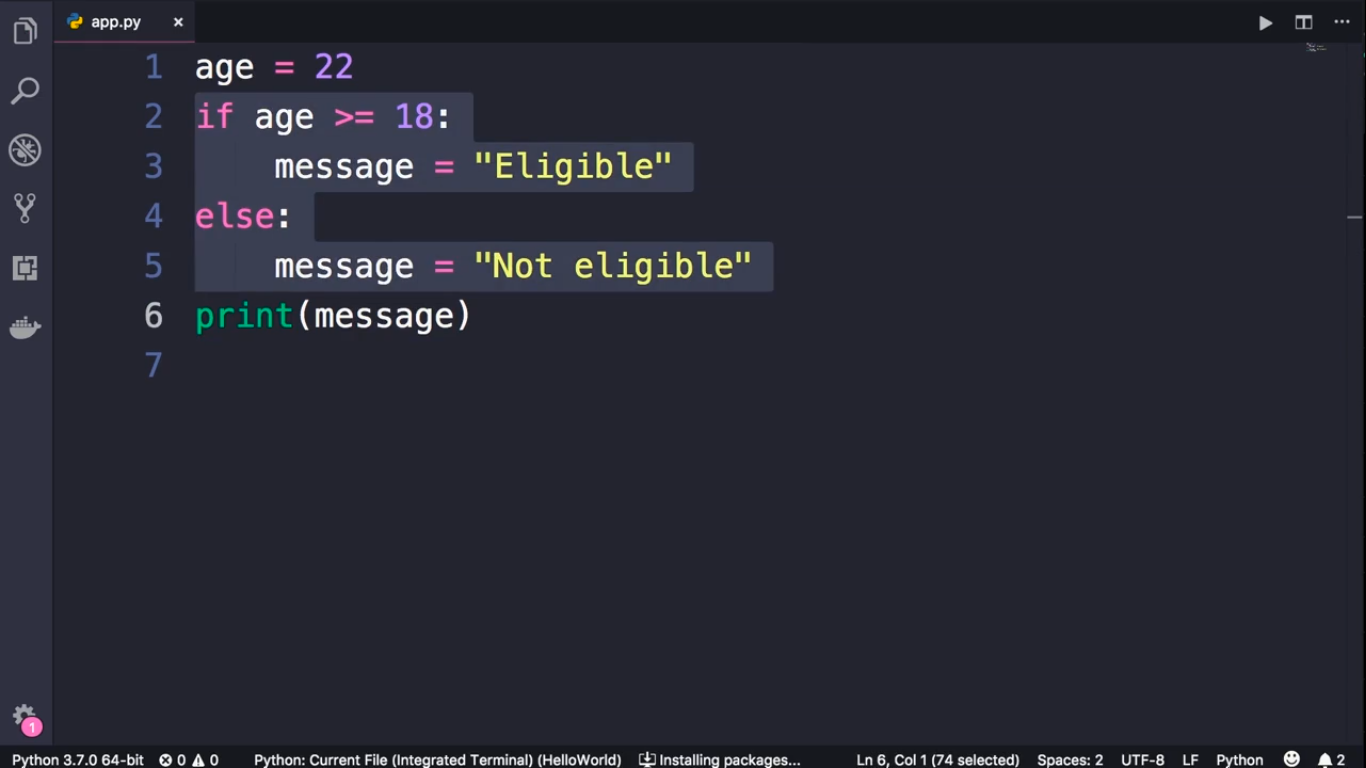 app.py ×
1 age = 22
2 if age >= 18:
3     message = "Eligible"
4 else:
5     message = "Not eligible"
6 print(message)
7
1
Python 3.7.0 64-bit 0 0 Python: Current File (Integrated Terminal) (HelloWorld) Installing packages... Ln 6, Col 1 (74 selected) Spaces: 2 UTF-8 LF Python 2